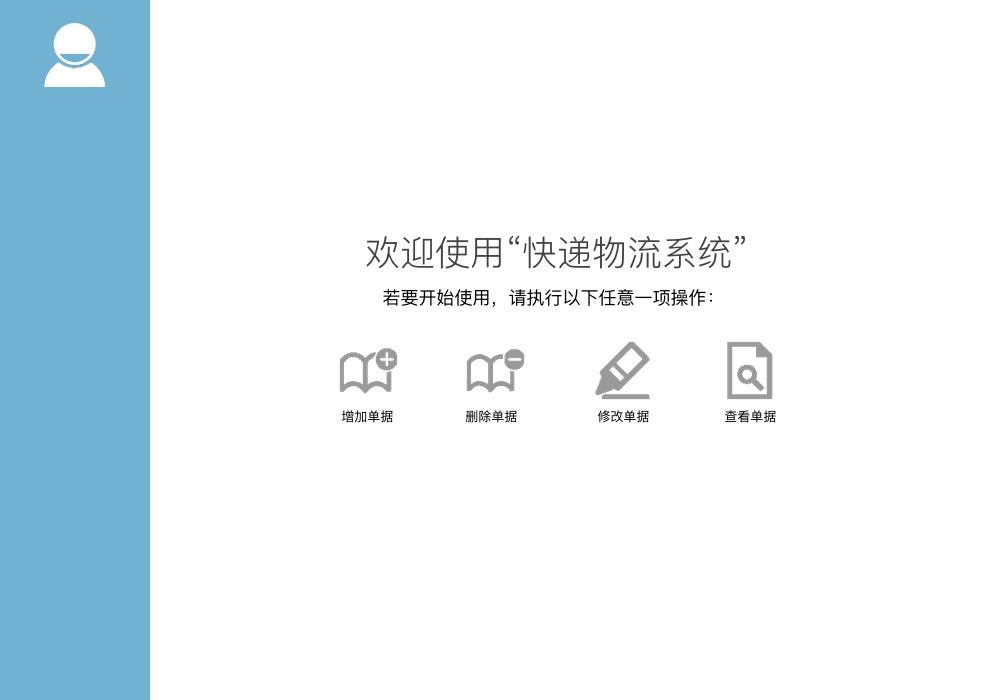 欢迎使用“快递物流系统”
若要开始使用，请执行以下任意一项操作：
增加单据 删除单据 修改单据 查看单据